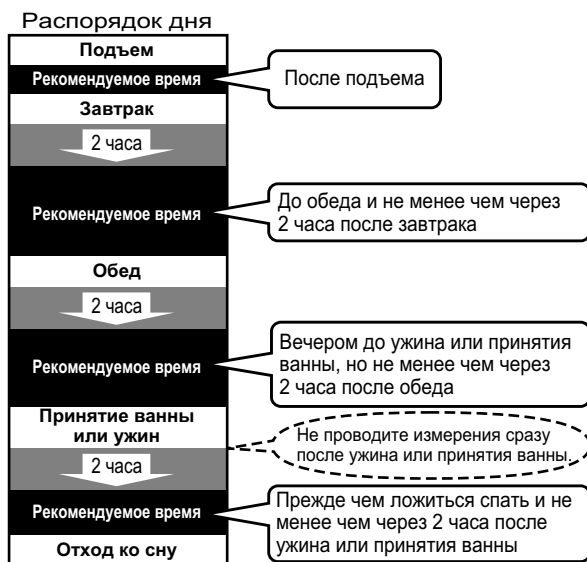 Распорядок дня
Подъем
Рекомендуемое время
После подъема
Завтрак
2 часа
Рекомендуемое время
До обеда и не менее чем через
2 часа после завтрака
Обед
2 часа
Рекомендуемое время
Вечером до ужина или принятия
ванны, но не менее чем через
2 часа после обеда
Принятие ванны
или ужин
Не проводите измерения сразу
после ужина или принятия ванны.
2 часа
Рекомендуемое время
Прежде чем ложиться спать и не
менее чем через 2 часа после
ужина или принятия ванны
Отход ко сну